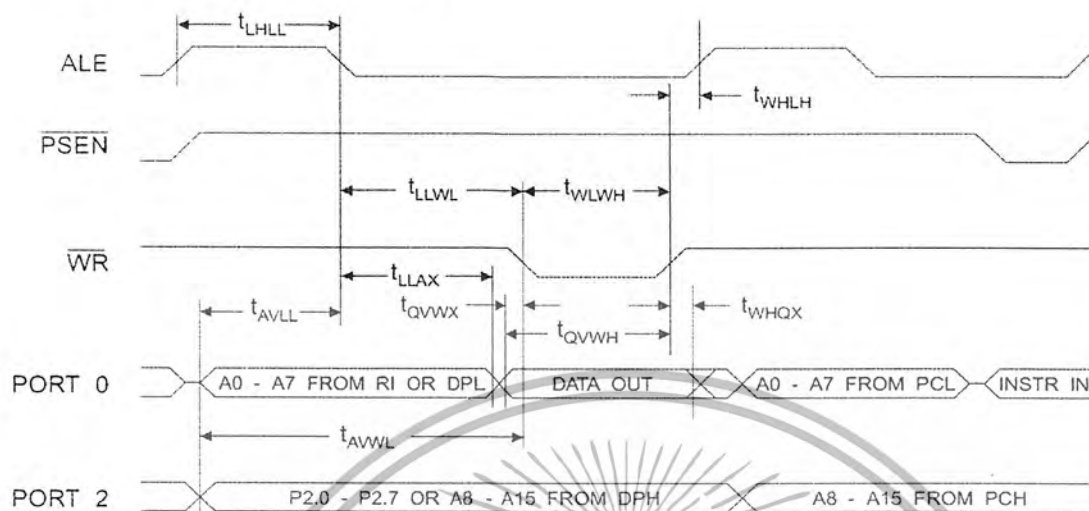 tLHLL
ALE
tWHLH
PSEN
tLLWL
tWLWH
WR
tLLAX
tAVLL
tQVWX
tWHQX
tQVWH
PORT 0
A0 - A7 FROM RI OR DPL
DATA OUT
A0 - A7 FROM PCL
INSTR IN
tAVWL
PORT 2
P2.0 - P2.7 OR A8 - A15 FROM DPH
A8 - A15 FROM PCH